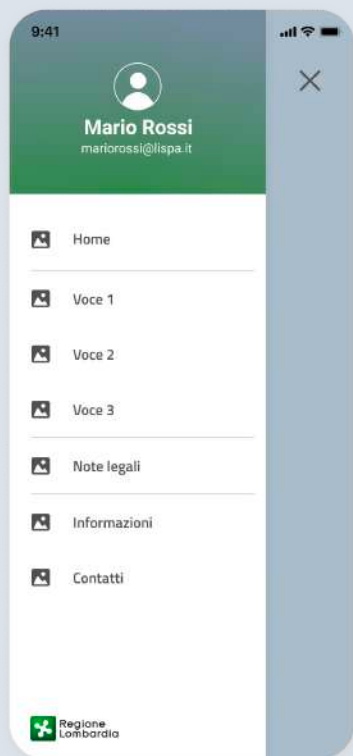 9:41
Mario Rossi
mariorossi@lispa.it
Home
Voce 1
Voce 2
Voce 3
Note legali
Informazioni
Contatti
Regione
Lombardia